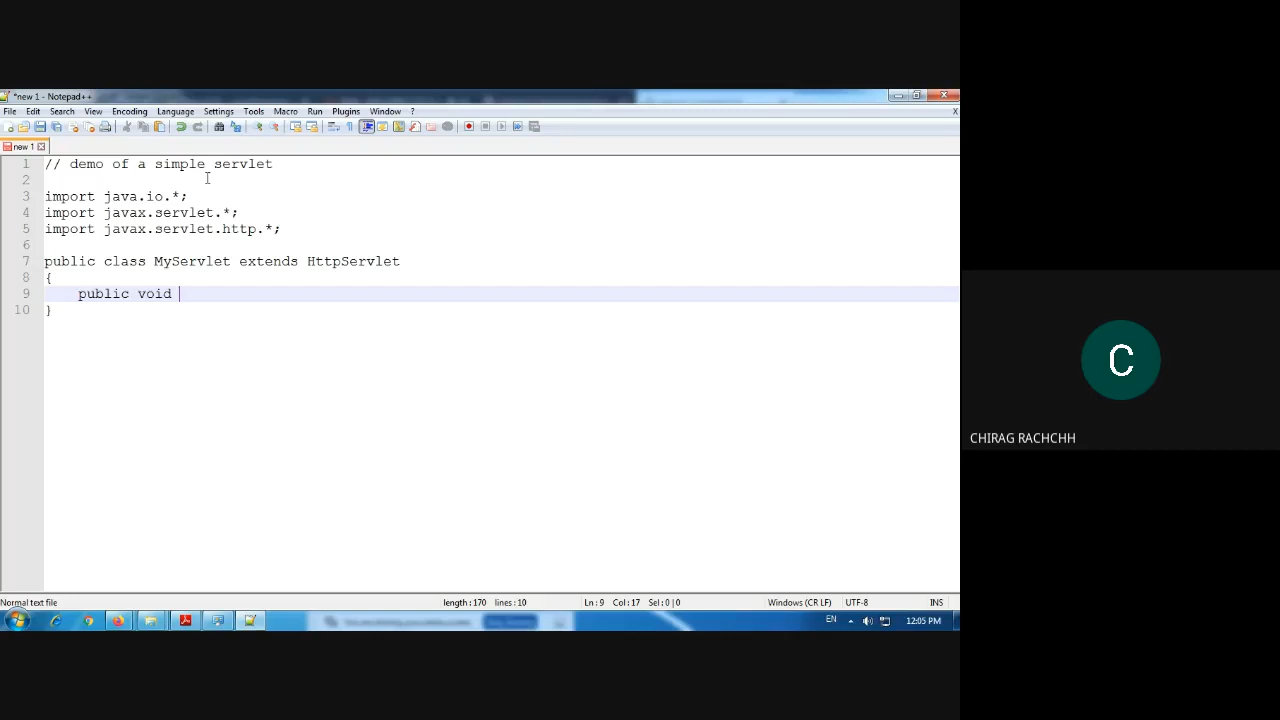 *new 1 - Notepad++
File Edit Search View Encoding Language Settings Tools Macro Run Plugins Window ? X
new 1
1 // demo of a simple servlet
2
3 import java.io.*;
4 import javax.servlet.*;
5 import javax.servlet.http.*;
6
7 public class MyServlet extends HttpServlet
8 {
9 public void
10 }
C
CHIRAG RACHCHH
Normal text file length : 170 lines : 10 Ln : 9 Col : 17 Sel : 0 | 0 Windows (CR LF) UTF-8 INS
EN 12:05 PM